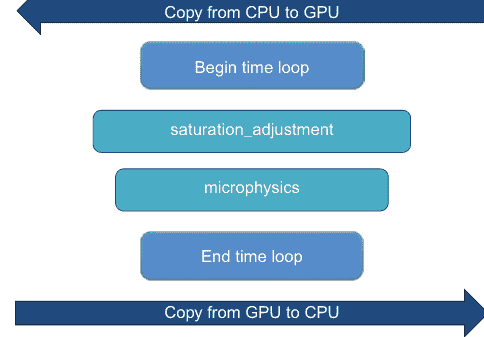 Copy from CPU to GPU
Begin time loop
saturation_adjustment
microphysics
End time loop
Copy from GPU to CPU